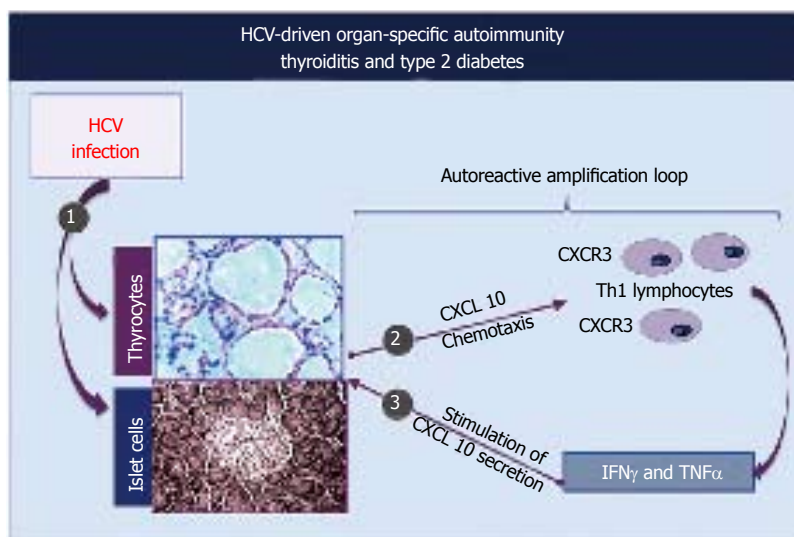 HCV-driven organ-specific autoimmunity
thyroiditis and type 2 diabetes
HCV
infection
1
Autoreactive amplification loop
Thyrocytes
Islet cells
2
CXCL 10
Chemotaxis
CXCR3
Th1 lymphocytes
CXCR3
3
Stimulation of
CXCL 10 secretion
IFNγ and TNFα